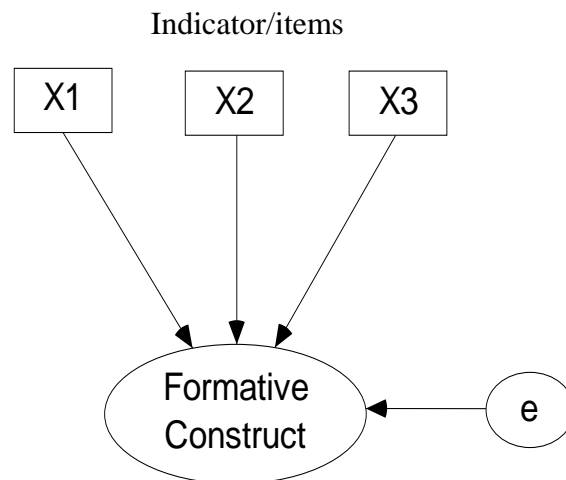 Indicator/items
X1 X2 X3
Formative
Construct
e